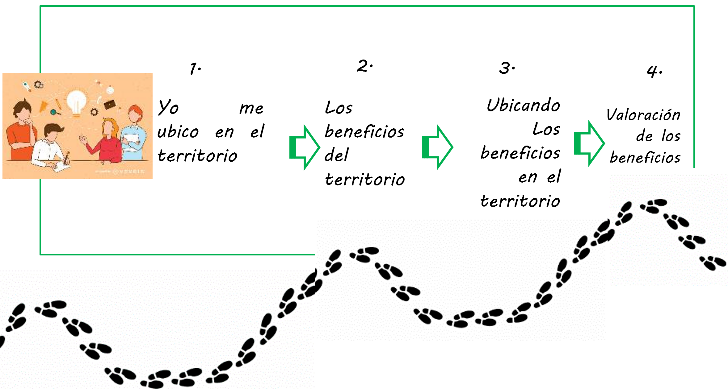 1.
Yo me
ubico en el
territorio
2.
Los
beneficios
del
territorio
3.
Ubicando
Los
beneficios
en el
territorio
4.
Valoración
de los
beneficios